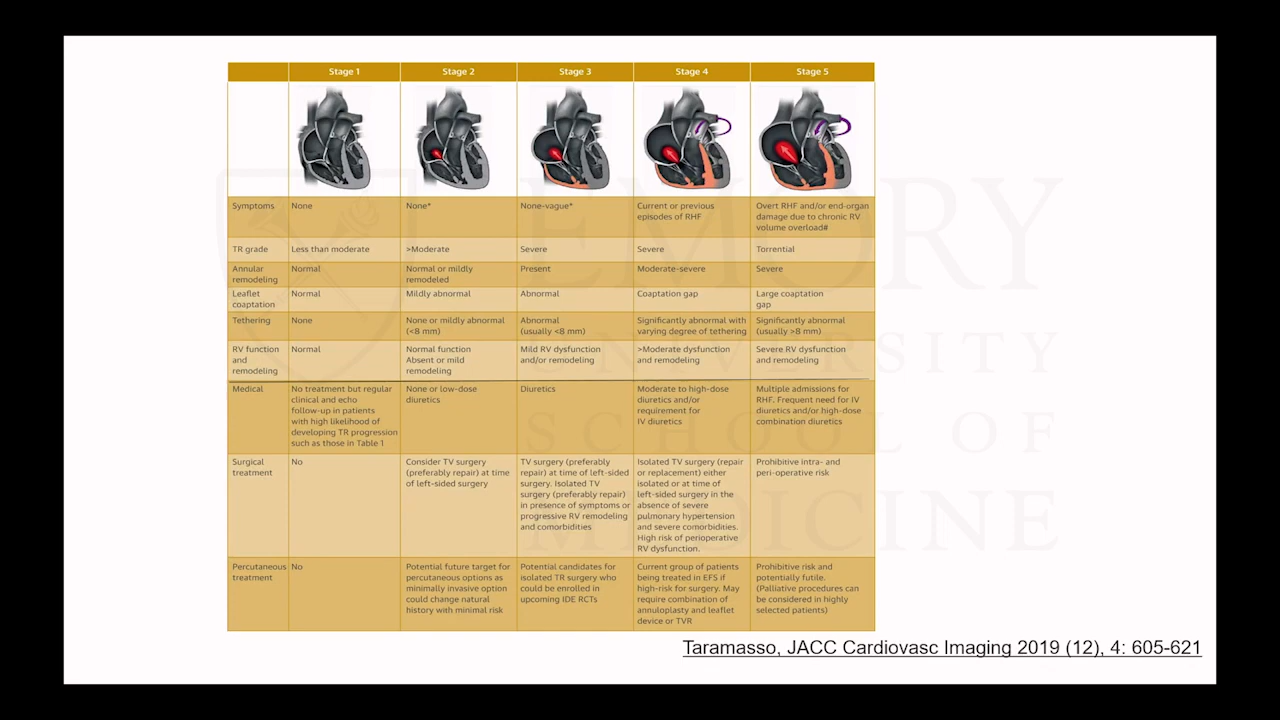 Stage 1 Stage 2 Stage 3 Stage 4 Stage 5
Symptoms
None
None*
None-vague*
Current or previous
episodes of RHF
Overt RHF and/or end-organ
damage due to chronic RV
volume overload#
TR grade
Less than moderate
>Moderate
Severe
Severe
Torrential
Annular
remodeling
Normal
Normal or mildly
remodeled
Present
Moderate-severe
Severe
Leaflet
coaptation
Normal
Mildly abnormal
Abnormal
Coaptation gap
Large coaptation
gap
Tethering
None
None or mildly abnormal
(<8 mm)
Abnormal
(usually <8 mm)
Significantly abnormal with
varying degree of tethering
Significantly abnormal
(usually >8 mm)
RV function
and
remodeling
Normal
Normal function
Absent or mild
remodeling
Mild RV dysfunction
and/or remodeling
>Moderate dysfunction
and remodeling
Severe RV dysfunction
and remodeling
Medical
No treatment but regular
clinical and echo
follow-up in patients
with high likelihood of
developing TR progression
such as those in Table 1
None or low-dose
diuretics
Diuretics
Moderate to high-dose
diuretics and/or
requirement for
IV diuretics
Multiple admissions for
RHF. Frequent need for IV
diuretics and/or high-dose
combination diuretics
Surgical
treatment
No
Consider TV surgery
(preferably repair) at time
of left-sided surgery
TV surgery (preferably
repair) at time of left-sided
surgery. Isolated TV
surgery (preferably repair)
in presence of symptoms or
progressive RV remodeling
and comorbidities
Isolated TV surgery (repair
or replacement) either
isolated or at time of
left-sided surgery in the
absence of severe
pulmonary hypertension
and severe comorbidities.
High risk of perioperative
RV dysfunction.
Prohibitive intra- and
peri-operative risk
Percutaneous
treatment
No
Potential future target for
percutaneous options as
minimally invasive option
could change natural
history with minimal risk
Potential candidates for
isolated TR surgery who
could be enrolled in
upcoming IDE RCTs
Current group of patients
being treated in EFS if
high-risk for surgery. May
require combination of
annuloplasty and leaflet
device or TVR
Prohibitive risk and
potentially futile.
(Palliative procedures can
be considered in highly
selected patients)
Taramasso, JACC Cardiovasc Imaging 2019 (12), 4: 605-621
EMORY
UNIVERSITY
SCHOOL OF
MEDICINE